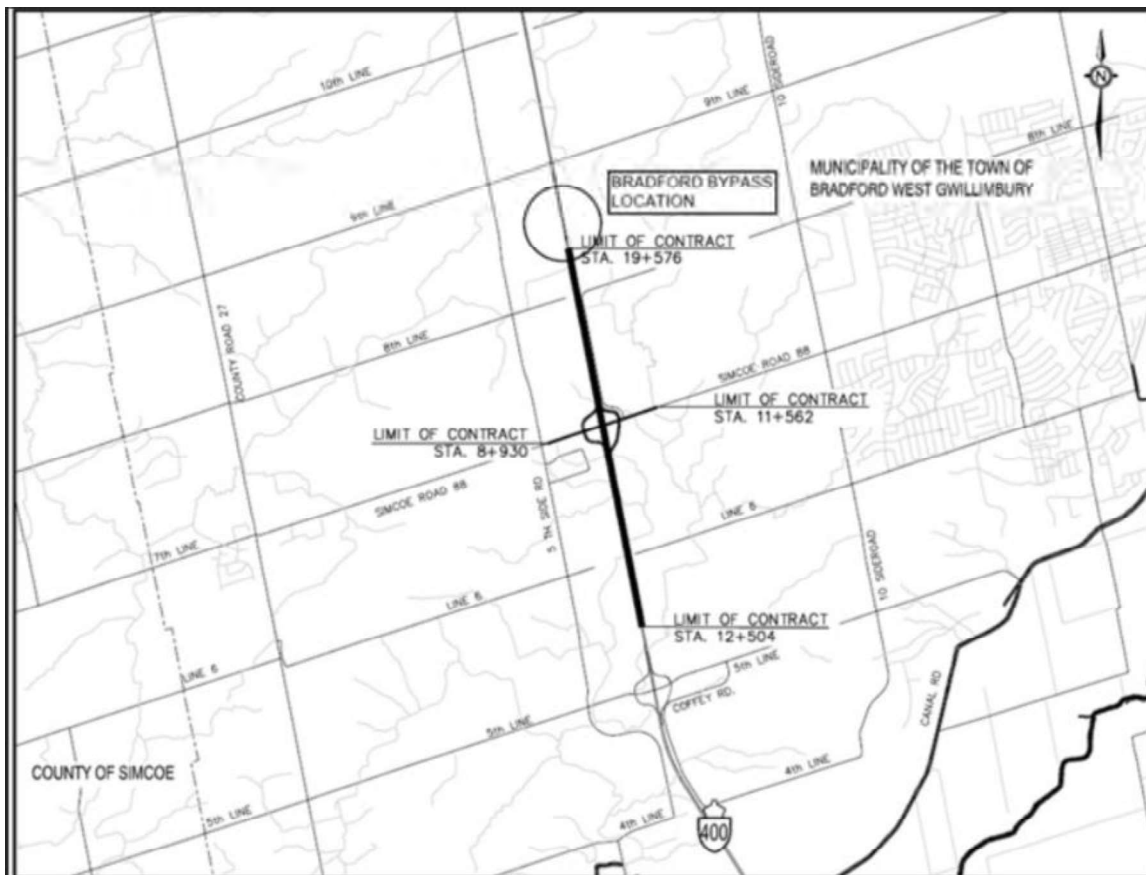 10th LINE
10 SIDEROAD
9th LINE
8th LINE
N
MUNICIPALITY OF THE TOWN OF
BRADFORD WEST GWILLIMBURY
BRADFORD BYPASS
LOCATION
9th LINE
LIMIT OF CONTRACT
STA. 19+576
COUNTY ROAD 27
8th LINE
SIMCOE ROAD 88
LIMIT OF CONTRACT
STA. 11+562
LIMIT OF CONTRACT
STA. 8+930
SIMCOE ROAD 88
5 TH SIDE RD
7th LINE
LINE 6
10 SIDEROAD
LINE 6
LIMIT OF CONTRACT
STA. 12+504
LINE 6
5th LINE
COFFEY RD.
CANAL RD
5th LINE
COUNTY OF SIMCOE
4th LINE
5th LINE
4th LINE
400